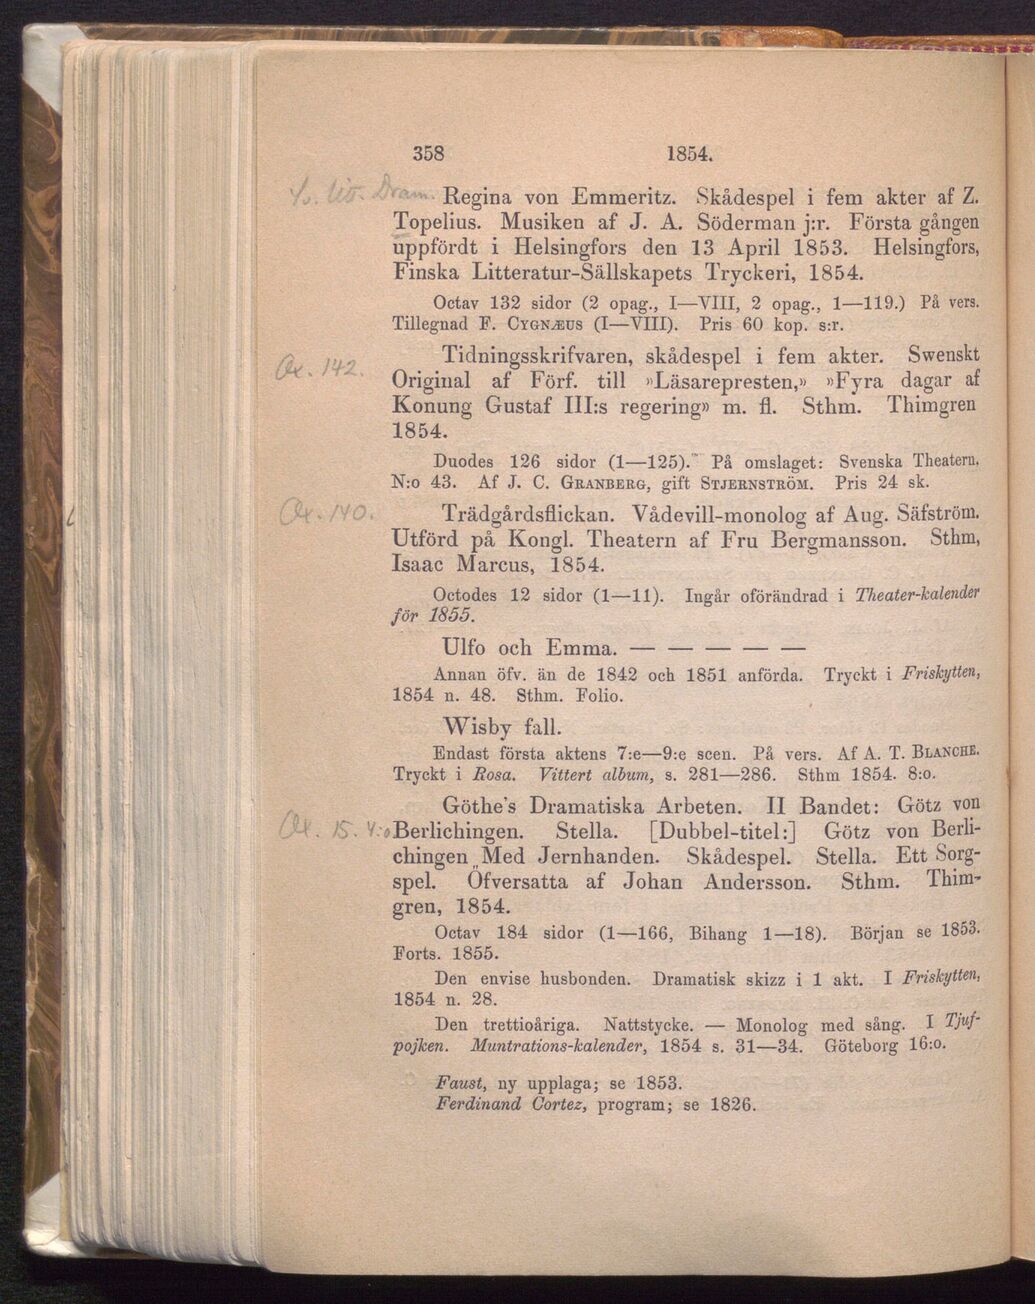 358 1854.
Regina von Emmeritz. Skådespel i fem akter af Z.
Topelius. Musiken af J. A. Söderman j:r. Första gången
uppfördt i Helsingfors den 13 April 1853. Helsingfors,
Finska Litteratur-Sällskapets Tryckeri, 1854.
Octav 132 sidor (2 opag., I—VIII, 2 opag., 1—119.) På vers.
Tillegnad F. Cygnæus (I—VIII). Pris 60 kop. s:r.
Ox. 142. Tidningsskrifvaren, skådespel i fem akter. Swenskt
Original af Förf. till »Läsarepresten,» »Fyra dagar af
Konung Gustaf III:s regering» m. fl. Sthm. Thimgren
1854.
Duodes 126 sidor (1—125). På omslaget: Svenska Theatern.
N:o 43. Af J. C. Granberg, gift Stjernström. Pris 24 sk.
Ox. 140. Trädgårdsflickan. Vådevill-monolog af Aug. Säfström.
Utförd på Kongl. Theatern af Fru Bergmansson. Sthm,
Isaac Marcus, 1854.
Octodes 12 sidor (1—11). Ingår oförändrad i Theater-kalender
för 1855.
Ulfo och Emma. — — — — —
Annan öfv. än de 1842 och 1851 anförda. Tryckt i Friskytten,
1854 n. 48. Sthm. Folio.
Wisby fall.
Endast första aktens 7:e—9:e scen. På vers. Af A. T. Blanche.
Tryckt i Rosa. Vittert album, s. 281—286. Sthm 1854. 8:o.
Göthe's Dramatiska Arbeten. II Bandet: Götz von
Ox. 15. 4:o Berlichingen. Stella. [Dubbel-titel:] Götz von Berli-
chingen Med Jernhanden. Skådespel. Stella. Ett Sorg-
spel. Öfversatta af Johan Andersson. Sthm. Thim-
gren, 1854.
Octav 184 sidor (1—166, Bihang 1—18). Början se 1853.
Forts. 1855.
Den envise husbonden. Dramatisk skizz i 1 akt. I Friskytten,
1854 n. 28.
Den trettioåriga. Nattstycke. — Monolog med sång. I Tjuf-
pojken. Muntrations-kalender, 1854 s. 31—34. Göteborg 16:o.
Faust, ny upplaga; se 1853.
Ferdinand Cortez, program; se 1826.